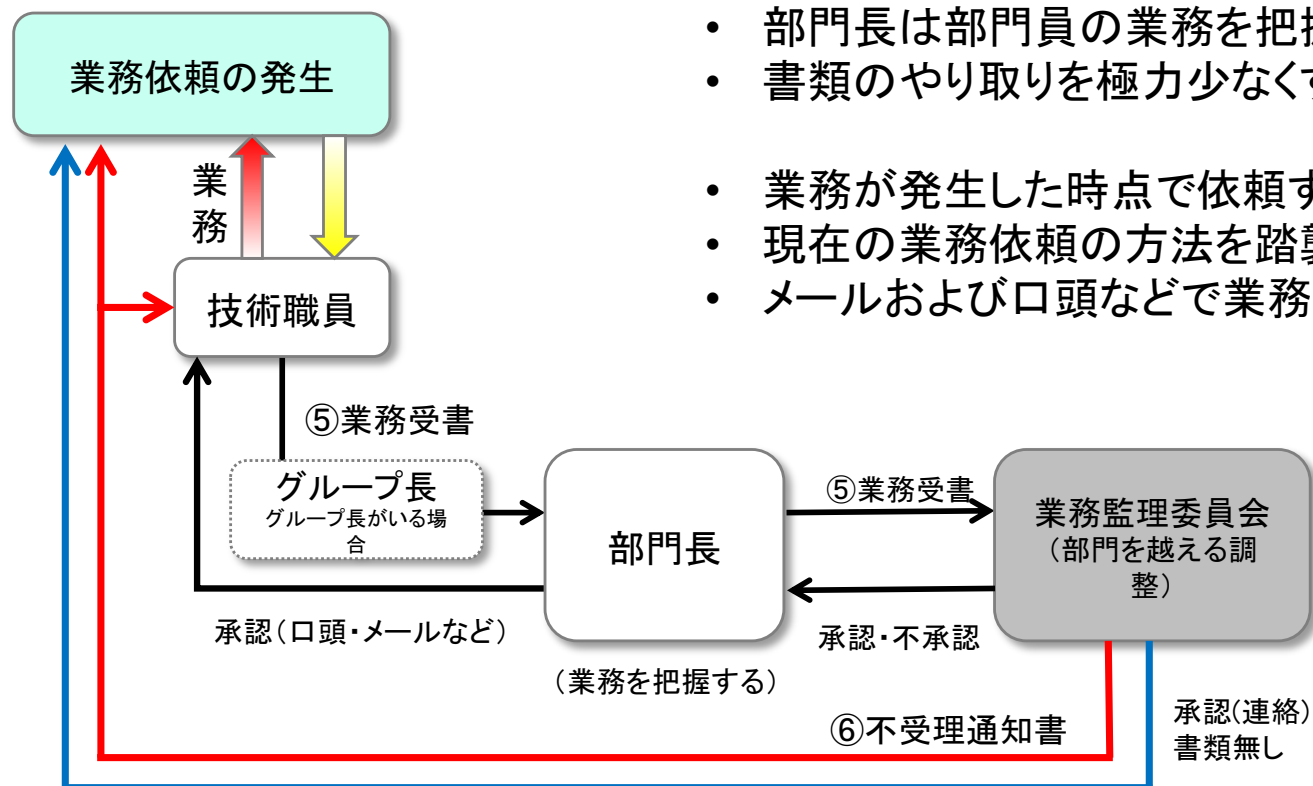 業務依頼の発生
• 部門長は部門員の業務を把
• 書類のやり取りを極力少なく
• 業務が発生した時点で依頼
• 現在の業務依頼の方法を踏
• メールおよび口頭などで業務
業
務
技術職員
⑤業務受書
グループ長
グループ長がいる場
合
部門長
(業務を把握する)
⑤業務受書
業務監理委員会
(部門を越える調
整)
承認(口頭・メールなど)
承認・不承認
⑥不受理通知書
承認(連絡)
書類無し